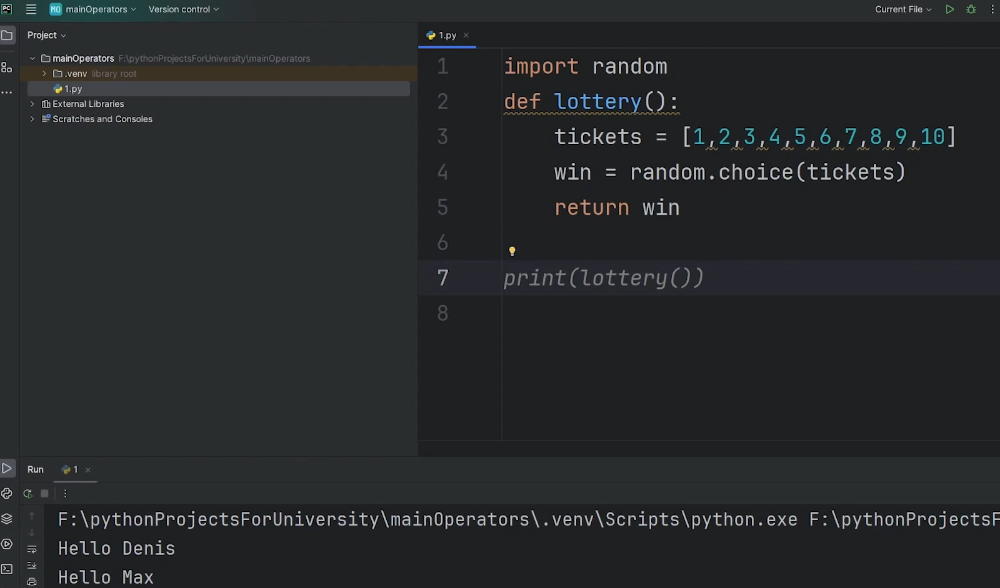 PC
MO mainOperators
Version control
Current File
Project
1.py
mainOperators F:\pythonProjectsForUniversity\mainOperators
.venv library root
1.py
External Libraries
Scratches and Consoles
1 import random
2 def lottery():
3 tickets = [1,2,3,4,5,6,7,8,9,10]
4 win = random.choice(tickets)
5 return win
6
7 print(lottery())
8
Run 1
F:\pythonProjectsForUniversity\mainOperators\.venv\Scripts\python.exe F:\pythonProjectsF
Hello Denis
Hello Max